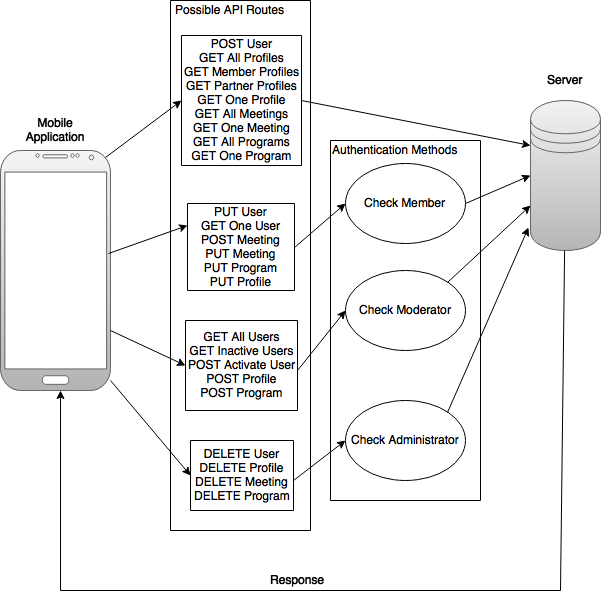 Possible API Routes
POST User
GET All Profiles
GET Member Profiles
GET Partner Profiles
GET One Profile
GET All Meetings
GET One Meeting
GET All Programs
GET One Program
Server
Mobile
Application
Authentication Methods
PUT User
GET One User
POST Meeting
PUT Meeting
PUT Program
PUT Profile
Check Member
GET All Users
GET Inactive Users
POST Activate User
POST Profile
POST Program
Check Moderator
DELETE User
DELETE Profile
DELETE Meeting
DELETE Program
Check Administrator
Response